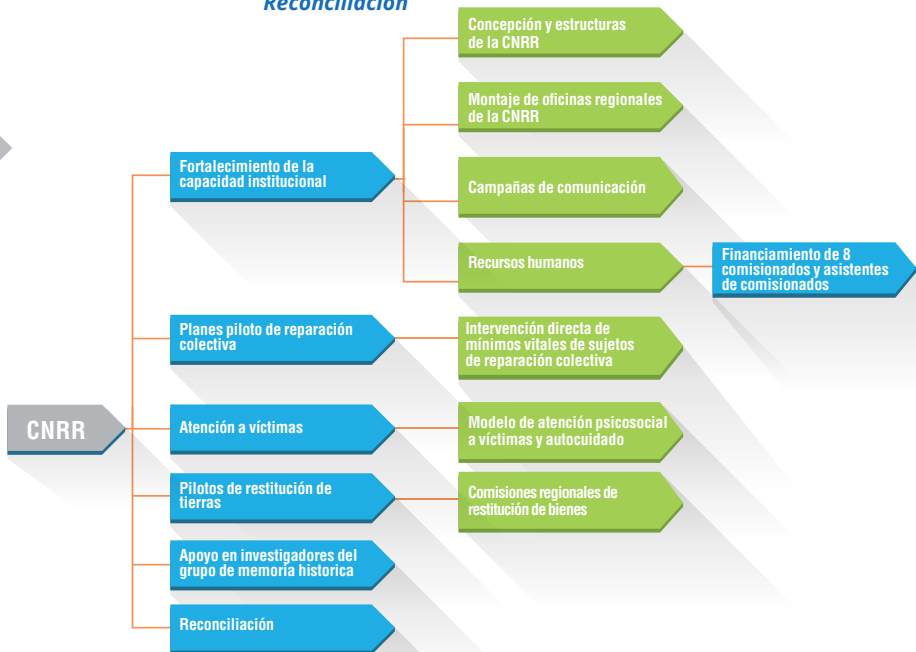 Reconciliación
Concepción y estructuras
de la CNRR
Montaje de oficinas regionales
de la CNRR
Fortalecimiento de la
capacidad institucional
Campañas de comunicación
Recursos humanos
Financiamiento de 8
comisionados y asistentes
de comisionados
Planes piloto de reparación
colectiva
Intervención directa de
mínimos vitales de sujetos
de reparación colectiva
CNRR
Atención a víctimas
Modelo de atención psicosocial
a víctimas y autocuidado
Pilotos de restitución de
tierras
Comisiones regionales de
restitución de bienes
Apoyo en investigadores del
grupo de memoria historica
Reconciliación